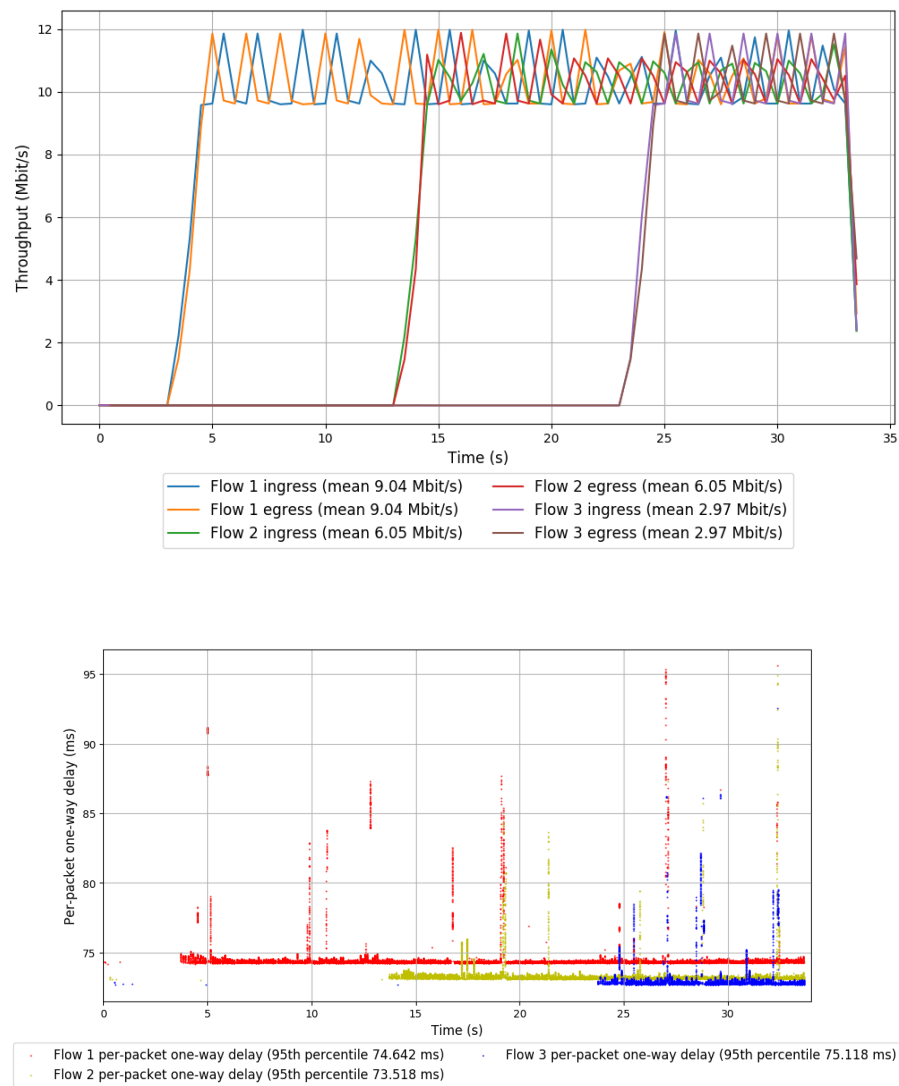 12
10
8
6
4
2
0
Throughput (Mbit/s)
0 5 10 15 20 25 30 35
Time (s)
Flow 1 ingress (mean 9.04 Mbit/s) Flow 2 egress (mean 6.05 Mbit/s)
Flow 1 egress (mean 9.04 Mbit/s) Flow 3 ingress (mean 2.97 Mbit/s)
Flow 2 ingress (mean 6.05 Mbit/s) Flow 3 egress (mean 2.97 Mbit/s)
95
90
85
80
75
Per-packet one-way delay (ms)
0 5 10 15 20 25 30
Time (s)
Flow 1 per-packet one-way delay (95th percentile 74.642 ms) Flow 3 per-packet one-way delay (95th percentile 75.118 ms)
Flow 2 per-packet one-way delay (95th percentile 73.518 ms)